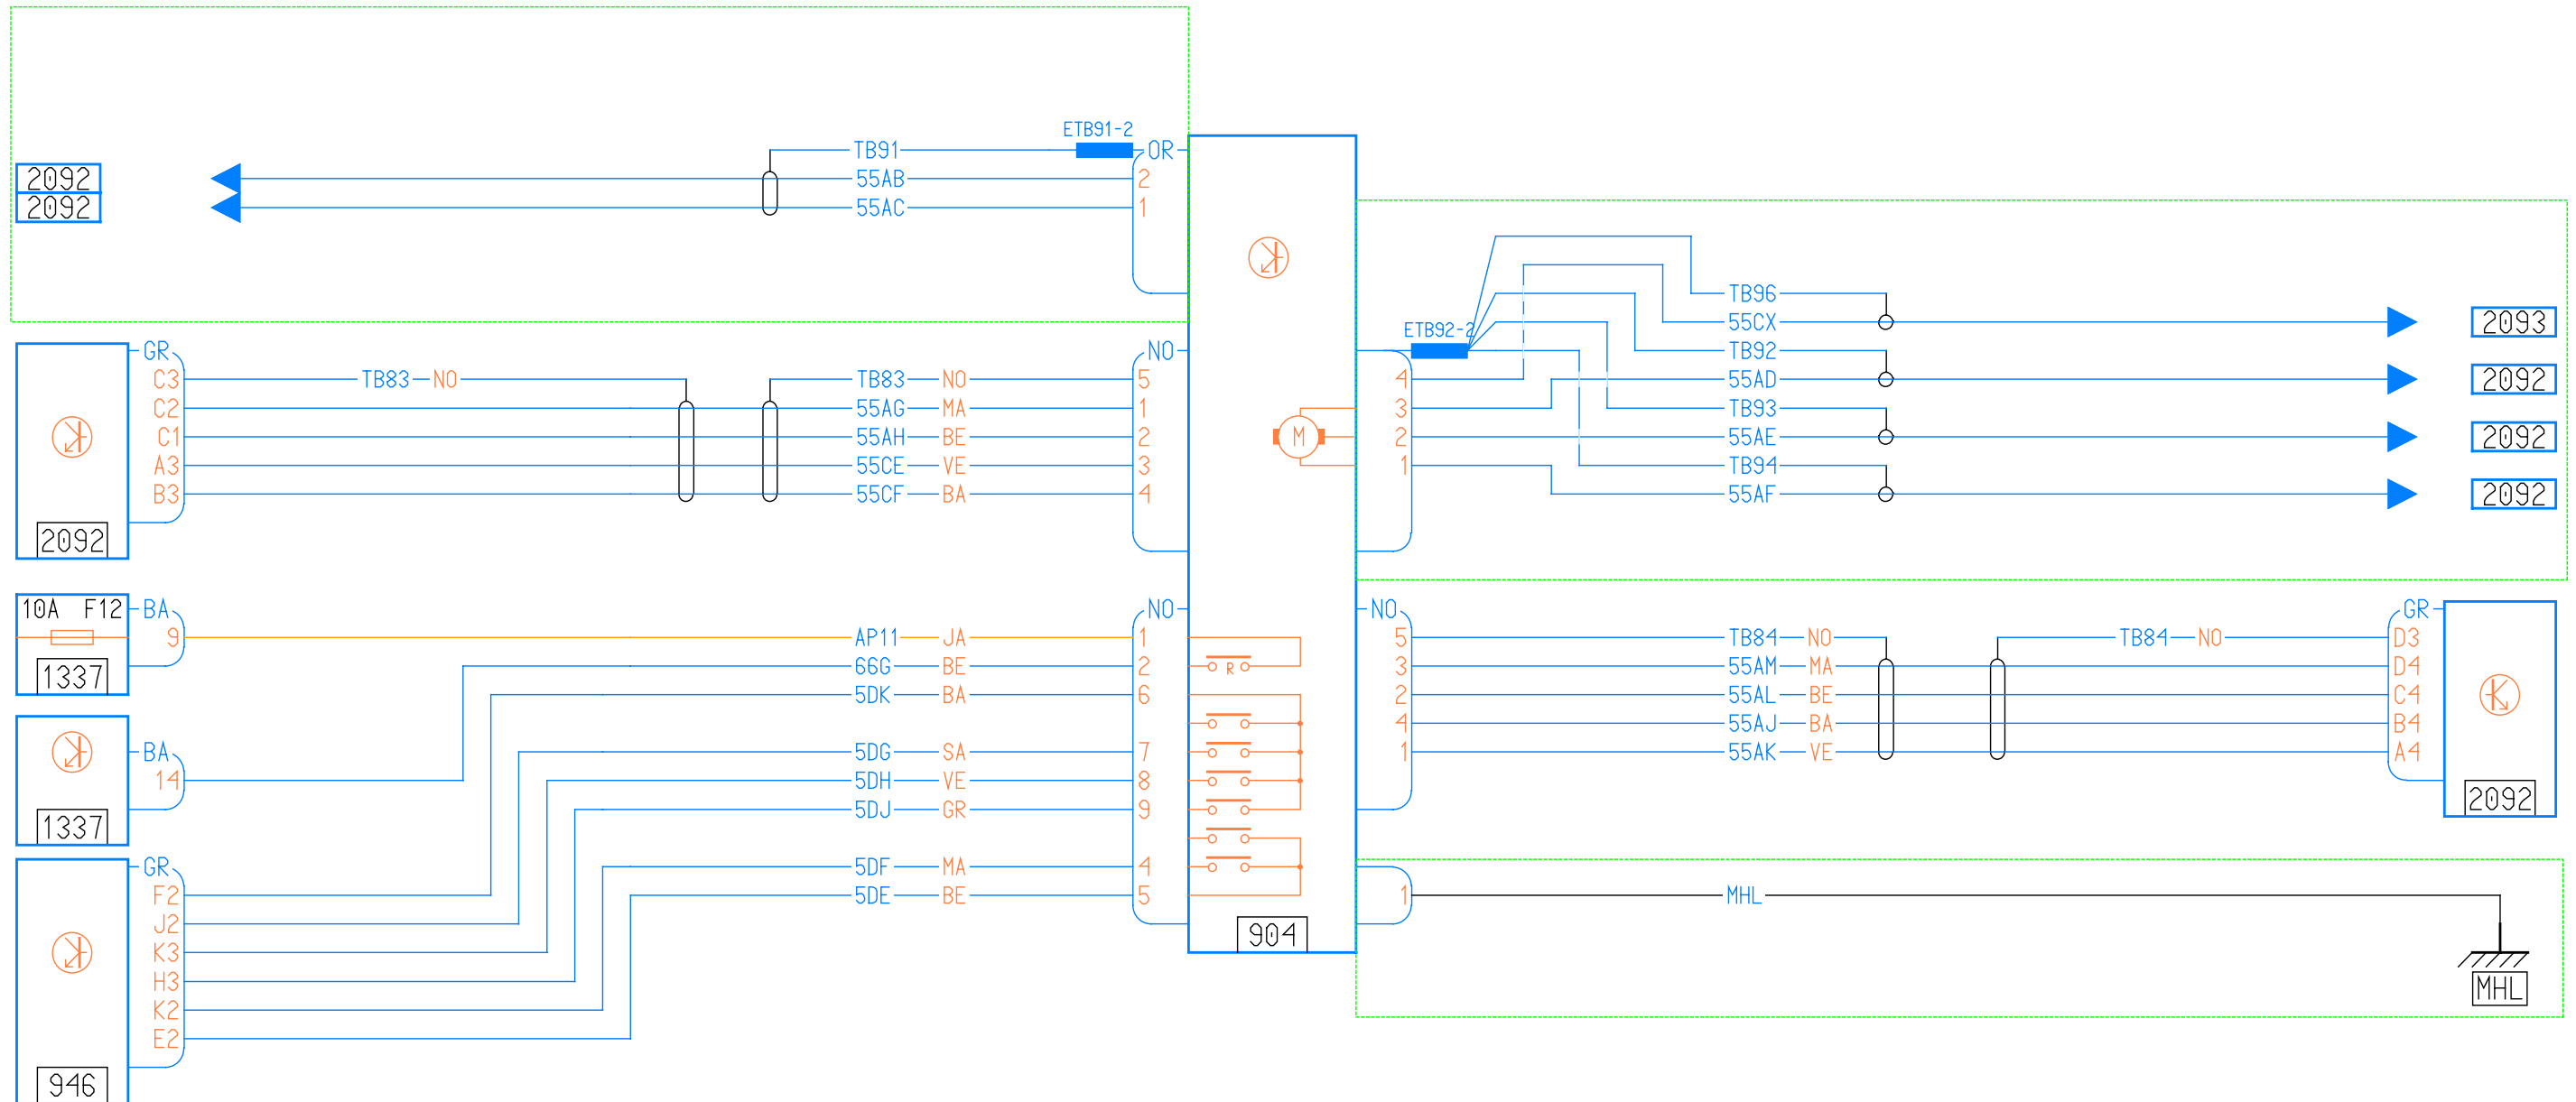 ETB91-2
TB91 OR
2092 55AB 2
2092 55AC 1
TB96
55CX 2093
ETB92-2
GR NO TB92
C3 TB83 NO TB83 NO 5 4 55AD 2092
C2 55AG MA 1 3 TB93
C1 55AH BE 2 M 2 55AE 2092
A3 55CE VE 3 1 TB94
B3 55CF BA 4 55AF 2092
2092
10A F12 BA NO NO GR
9 AP11 JA 1 5 TB84 NO TB84 NO D3
1337 66G BE 2 R 3 55AM MA D4
5DK BA 6 2 55AL BE C4
4 55AJ BA B4
BA 5DG SA 7 1 55AK VE A4
14 5DH VE 8
1337 5DJ GR 9 2092
GR 5DF MA 4
F2 5DE BE 5 1 MHL
J2 904
K3
H3 MHL
K2
E2
946